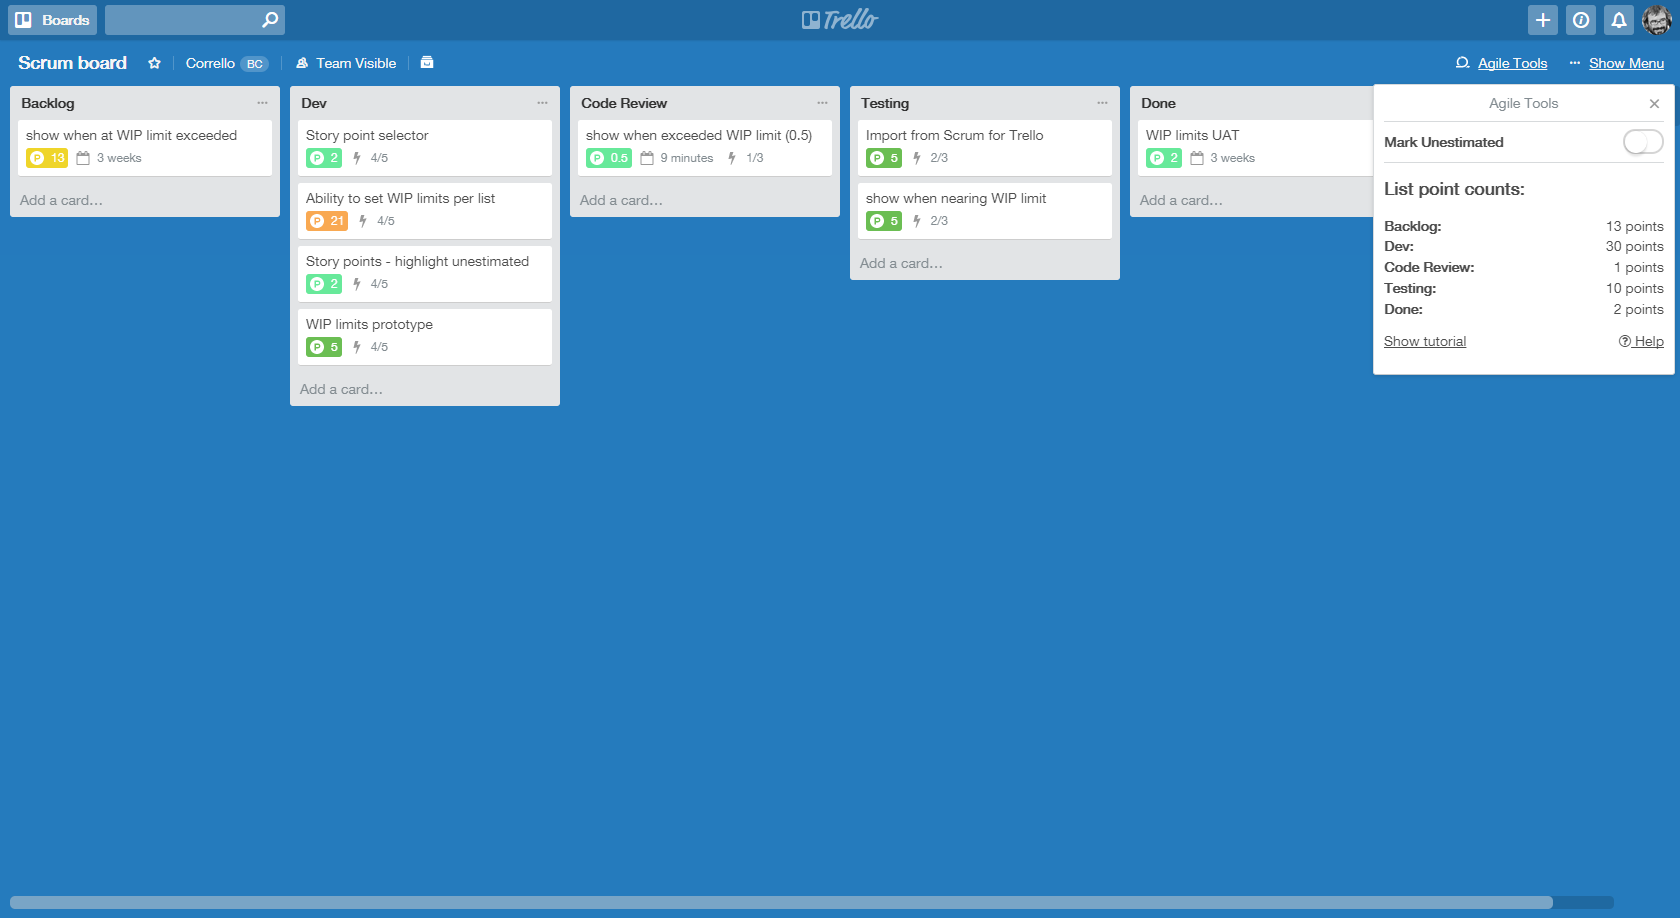 Boards
Trello
Scrum board
Corrello BC
Team Visible
Agile Tools
··· Show Menu
Backlog ···
show when at WIP limit exceeded
P 13 3 weeks
Add a card…
Dev ···
Story point selector
P 2 4/5
Ability to set WIP limits per list
P 21 4/5
Story points - highlight unestimated
P 2 4/5
WIP limits prototype
P 5 4/5
Add a card…
Code Review ···
show when exceeded WIP limit (0.5)
P 0.5 9 minutes 1/3
Add a card…
Testing ···
Import from Scrum for Trello
P 5 2/3
show when nearing WIP limit
P 5 2/3
Add a card…
Done
WIP limits UAT
P 2 3 weeks
Add a card…
Agile Tools
Mark Unestimated
List point counts:
Backlog: 13 points
Dev: 30 points
Code Review: 1 points
Testing: 10 points
Done: 2 points
Show tutorial
Help